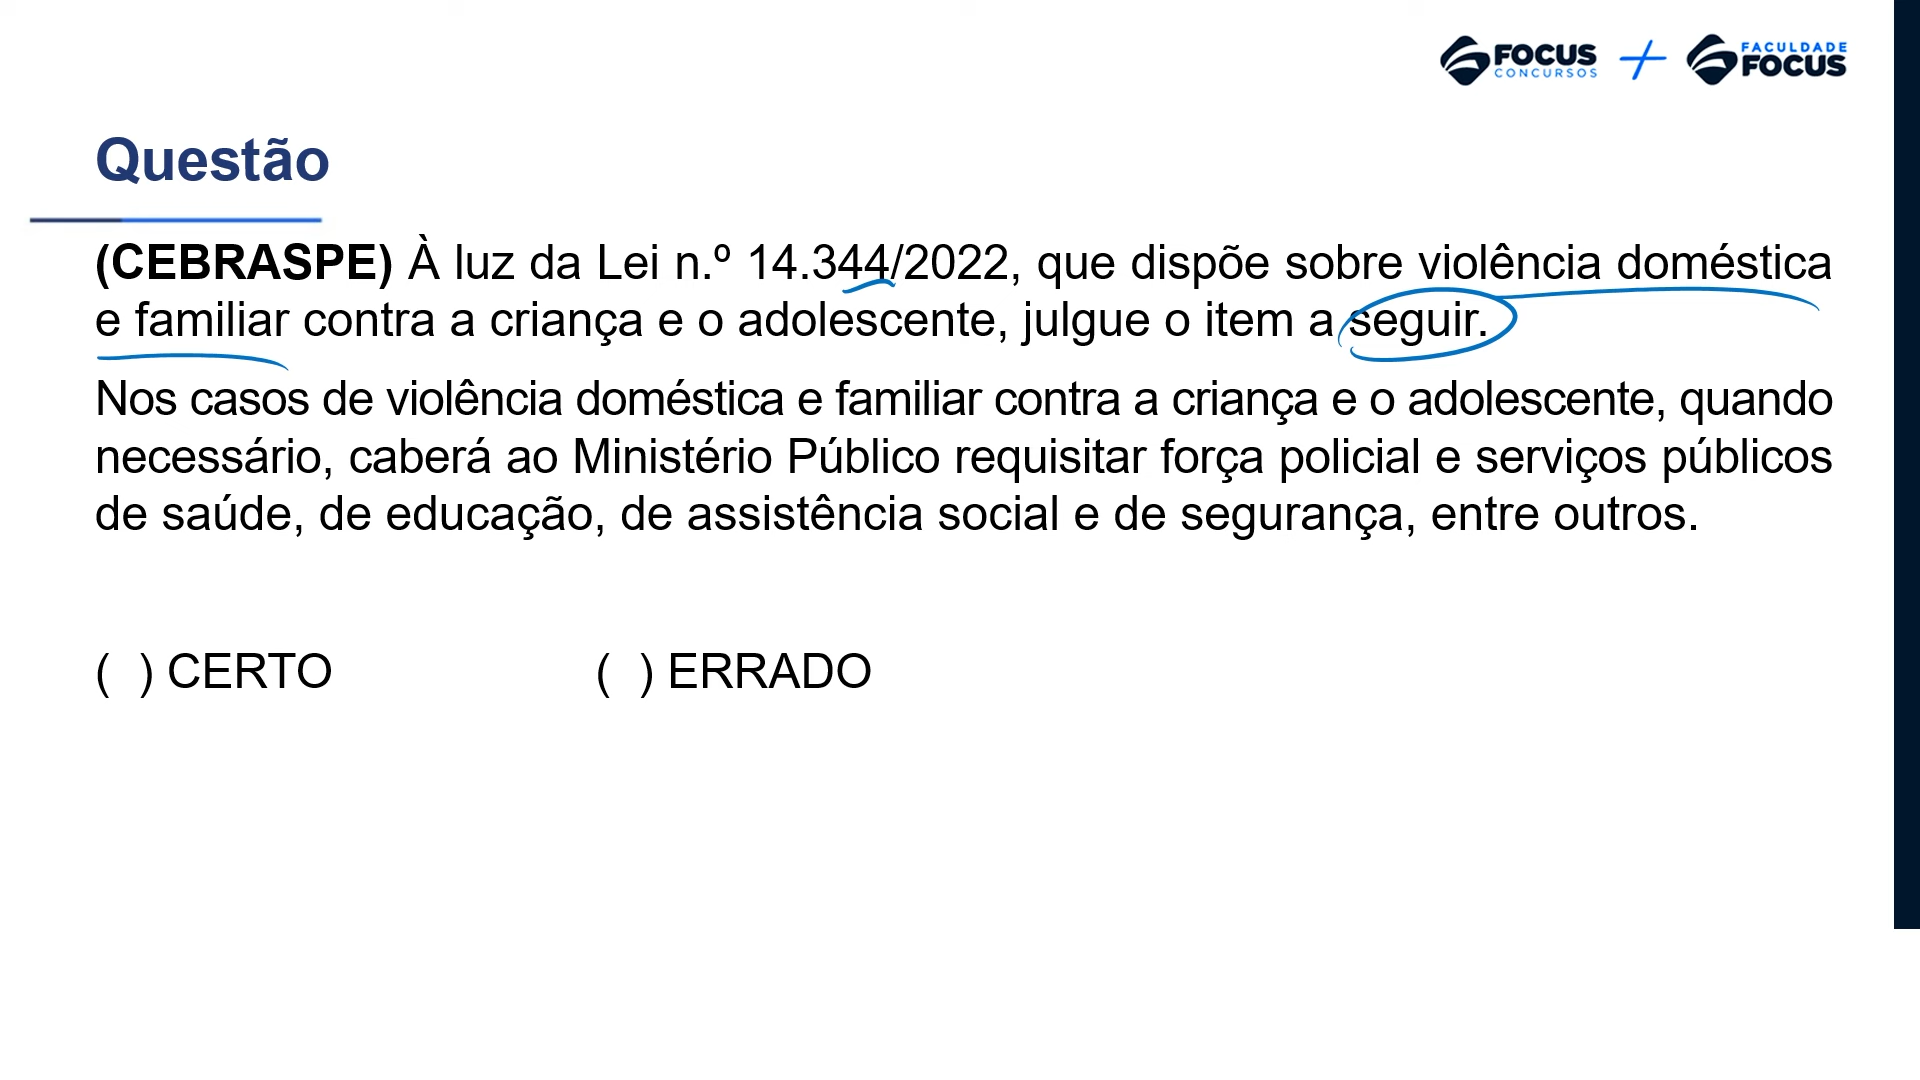 FOCUS CONCURSOS
FACULDADE FOCUS
Questão
(CEBRASPE) À luz da Lei n.º 14.344/2022, que dispõe sobre violência doméstica
e familiar contra a criança e o adolescente, julgue o item a seguir.
Nos casos de violência doméstica e familiar contra a criança e o adolescente, quando
necessário, caberá ao Ministério Público requisitar força policial e serviços públicos
de saúde, de educação, de assistência social e de segurança, entre outros.
( ) CERTO ( ) ERRADO